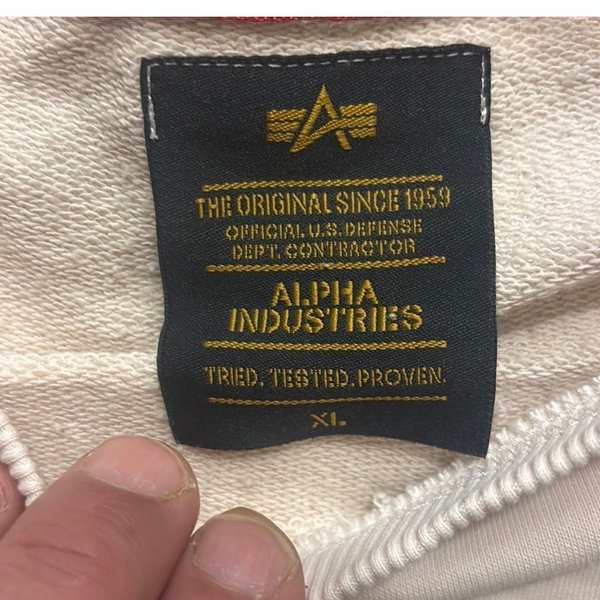 THE ORIGINAL SINCE 1959
OFFICIAL U.S. DEFENSE
DEPT. CONTRACTOR
ALPHA
INDUSTRIES
TRIED. TESTED. PROVEN.
XL